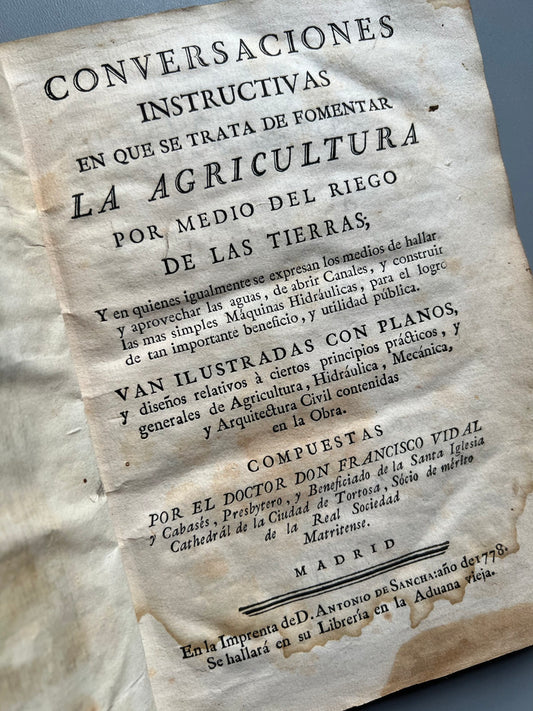 CONVERSACIONES
INSTRUCTIVAS
EN QUE SE TRATA DE FOMENTAR
LA AGRICULTURA
POR MEDIO DEL RIEGO
DE LAS TIERRAS;
Y en quienes igualmente se expresan los medios de hallar
y aprovechar las aguas, de abrir Canales, y construir
las mas simples Máquinas Hidráulicas, para el logro
de tan importante beneficio, y utilidad pública.
VAN ILUSTRADAS CON PLANOS,
y diseños relativos à ciertos principios prácticos, y
generales de Agricultura, Hidráulica, Mecánica,
y Arquitectura Civil contenidas
en la Obra.
COMPUESTAS
POR EL DOCTOR DON FRANCISCO VIDAL
y Cabasés, Presbytero, y Beneficiado de la Santa Iglesia
Cathedrál de la Ciudad de Tortosa, Sócio de mérito
de la Real Sociedad
Matritense.
MADRID
En la Imprenta de D. ANTONIO DE SANCHA: año de 1778.
Se hallará en su Librería en la Aduana vieja.